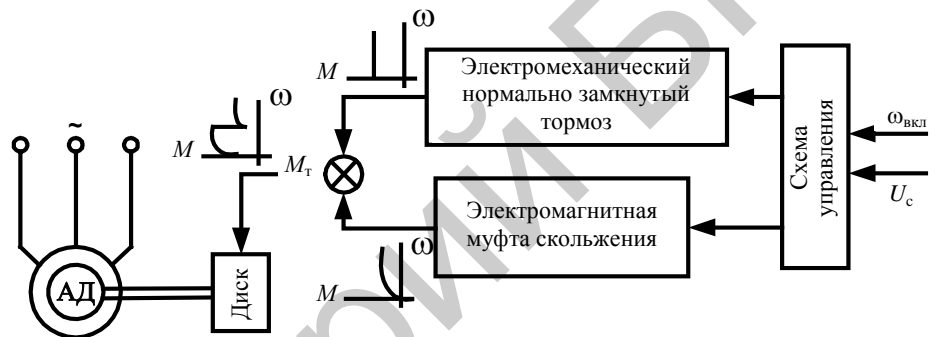 ω
M
Электромеханический
нормально замкнутый
тормоз
Схема
управления
ωвкл
Uс
ω
M
~
Mт
Электромагнитная
муфта скольжения
ω
M
АД
Диск